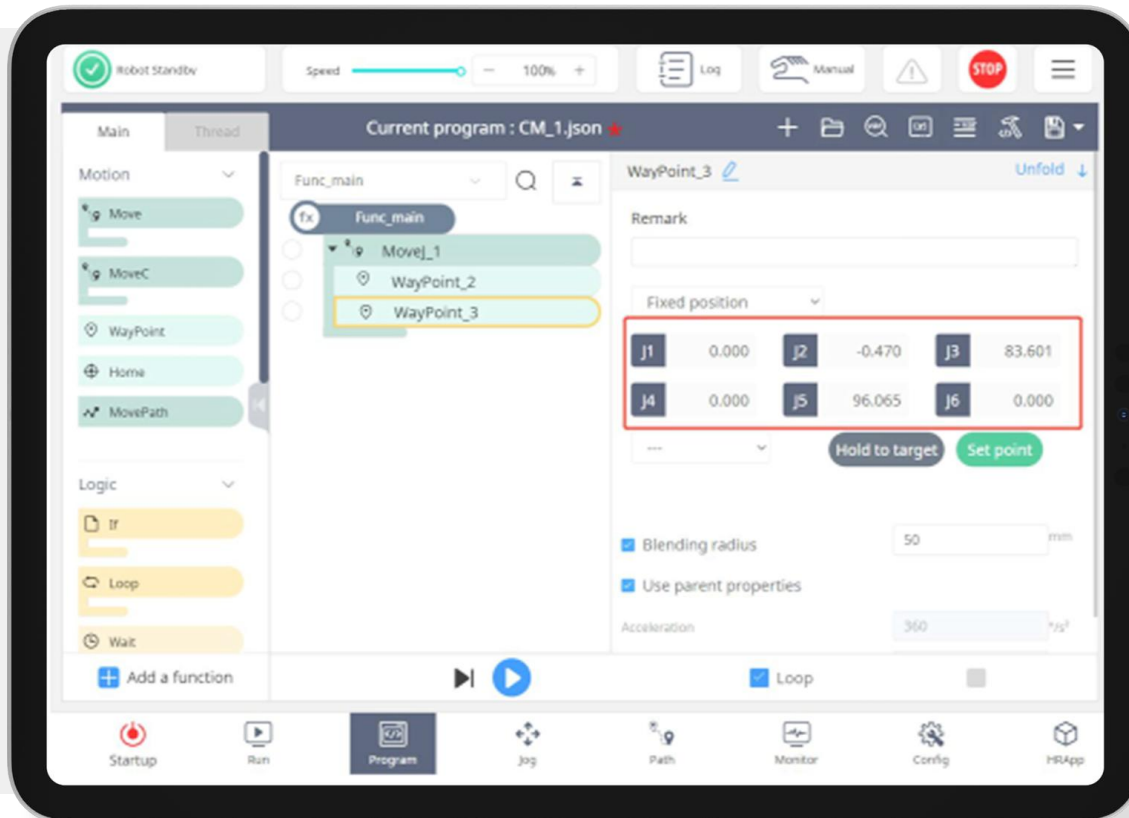 Robot Standby
Speed
100%
Log
Manual
STOP
Main
Thread
Current program : CM_1.json *
Motion
Func_main
WayPoint_3
Unfold ↓
Move
fx Func_main
Remark
MoveJ_1
MoveC
WayPoint_2
WayPoint_3
Fixed position
WayPoint
J1 0.000 J2 -0.470 J3 83.601
Home
J4 0.000 J5 96.065 J6 0.000
MovePath
--- Hold to target Set point
Logic
If
Blending radius 50 mm
Loop
Use parent properties
Acceleration 360 °/s²
Wait
Add a function
Loop
Startup Run Program Jog Path Monitor Config HRApp